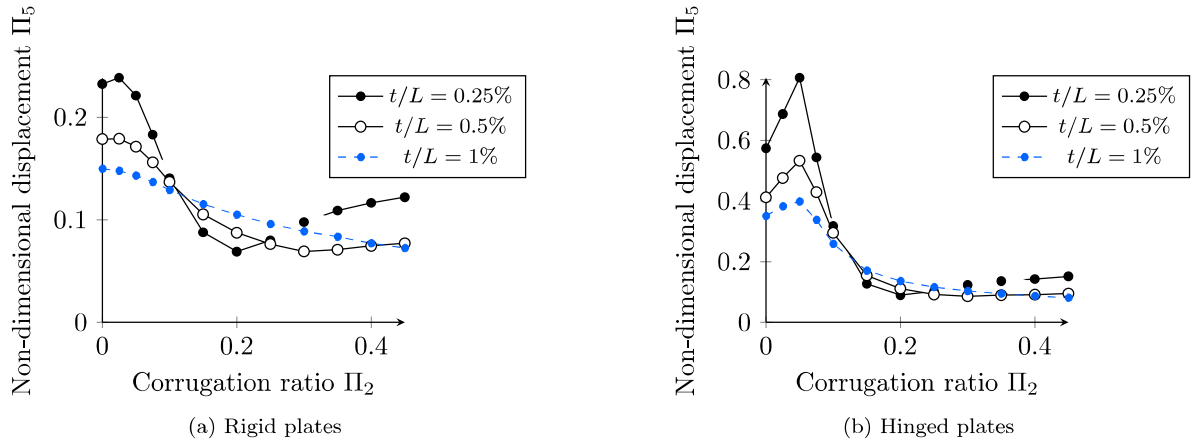 Non-dimensional displacement Π5
0.2
0.1
0
0
0.2
0.4
Corrugation ratio Π2
t/L = 0.25%
t/L = 0.5%
t/L = 1%
(a) Rigid plates
Non-dimensional displacement Π5
0.8
0.6
0.4
0.2
0
0
0.2
0.4
Corrugation ratio Π2
t/L = 0.25%
t/L = 0.5%
t/L = 1%
(b) Hinged plates